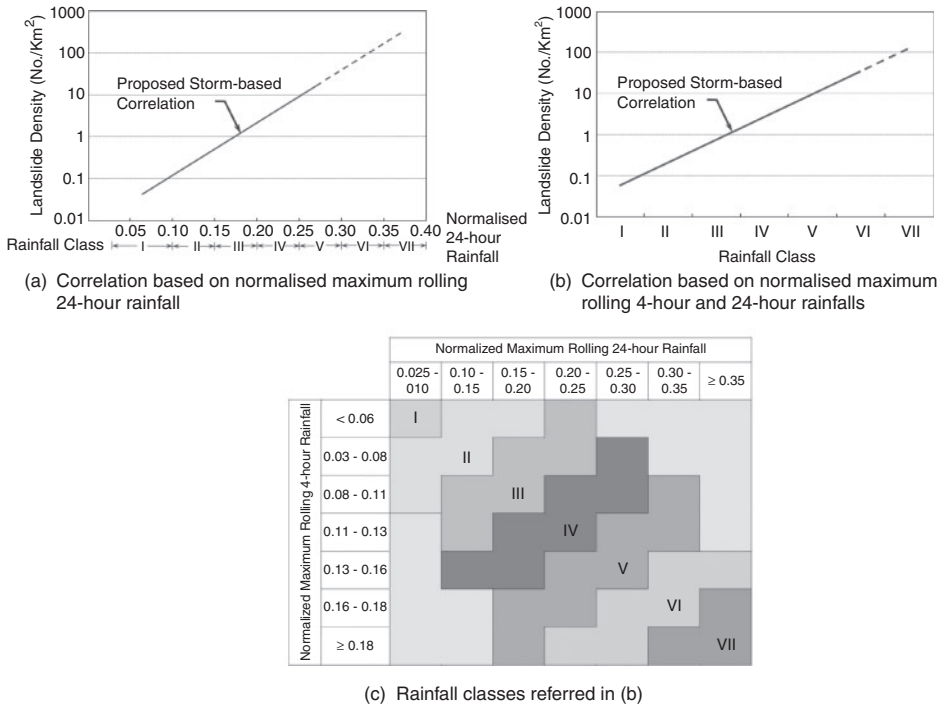 1000
100
10
1
0.1
0.01
Landslide Density (No./Km²)
Proposed Storm-based
Correlation
0.05 0.10 0.15 0.20 0.25 0.30 0.35 0.40
Normalised
24-hour
Rainfall
Rainfall Class I II III IV V VI VII
(a) Correlation based on normalised maximum rolling
24-hour rainfall
1000
100
10
1
0.1
0.01
Landslide Density (No./Km²)
Proposed Storm-based
Correlation
I II III IV V VI VII
Rainfall Class
(b) Correlation based on normalised maximum
rolling 4-hour and 24-hour rainfalls
Normalized Maximum Rolling 24-hour Rainfall
0.025 - 0.10 - 0.15 - 0.20 - 0.25 - 0.30 - ≥ 0.35
010 0.15 0.20 0.25 0.30 0.35
Normalized Maximum Rolling 4-hour Rainfall
< 0.06 I
0.03 - 0.08 II
0.08 - 0.11 III
0.11 - 0.13 IV
0.13 - 0.16 V
0.16 - 0.18 VI
≥ 0.18 VII
(c) Rainfall classes referred in (b)